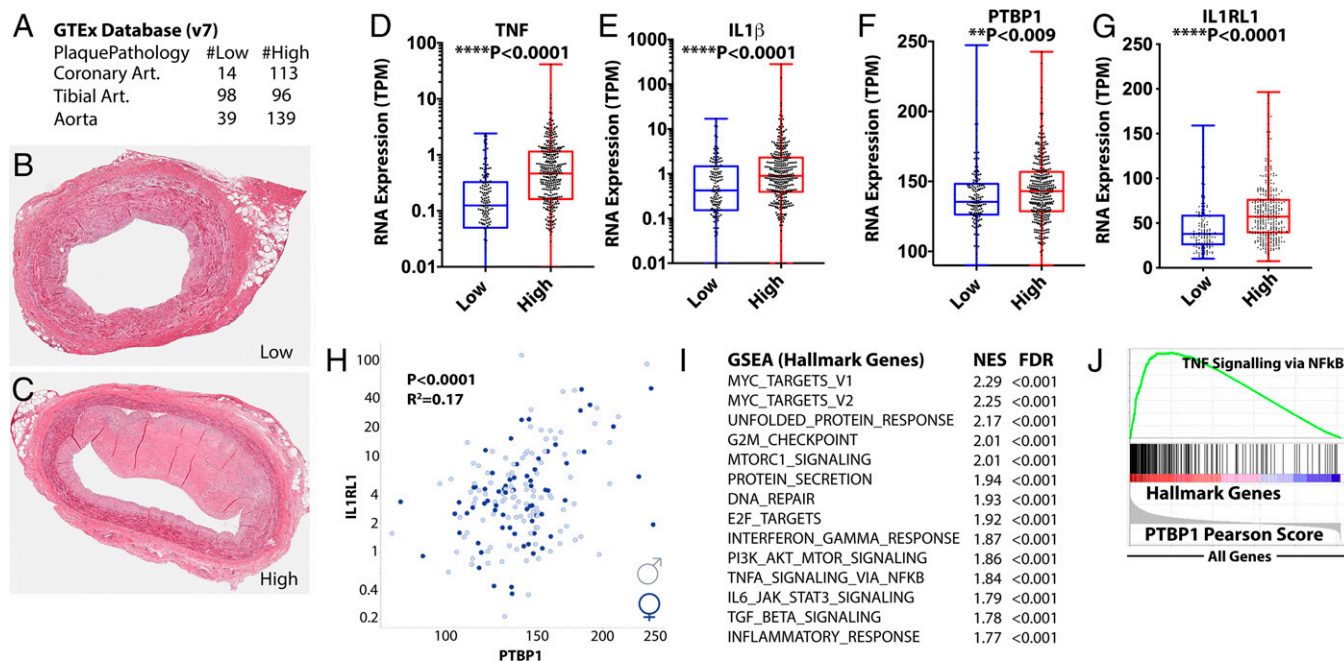 A
GTEx Database (v7)
PlaquePathology #Low #High
Coronary Art. 14 113
Tibial Art. 98 96
Aorta 39 139
B
Low
C
High
D
TNF
****P<0.0001
RNA Expression (TPM)
100
10
1
0.1
0.01
Low High
E
IL1β
****P<0.0001
RNA Expression (TPM)
1000
100
10
1
0.1
0.01
Low High
F
PTBP1
**P<0.009
RNA Expression (TPM)
250
200
150
100
Low High
G
IL1RL1
****P<0.0001
RNA Expression (TPM)
250
200
150
100
50
0
Low High
H
P<0.0001
R²=0.17
IL1RL1
100
40
20
10
4
2
1
0.4
0.2
100 150 200 250
PTBP1
♂
♀
I
GSEA (Hallmark Genes) NES FDR
MYC_TARGETS_V1 2.29 <0.001
MYC_TARGETS_V2 2.25 <0.001
UNFOLDED_PROTEIN_RESPONSE 2.17 <0.001
G2M_CHECKPOINT 2.01 <0.001
MTORC1_SIGNALING 2.01 <0.001
PROTEIN_SECRETION 1.94 <0.001
DNA_REPAIR 1.93 <0.001
E2F_TARGETS 1.92 <0.001
INTERFERON_GAMMA_RESPONSE 1.87 <0.001
PI3K_AKT_MTOR_SIGNALING 1.86 <0.001
TNFA_SIGNALING_VIA_NFKB 1.84 <0.001
IL6_JAK_STAT3_SIGNALING 1.79 <0.001
TGF_BETA_SIGNALING 1.78 <0.001
INFLAMMATORY_RESPONSE 1.77 <0.001
J
TNF Signalling via NFkB
Hallmark Genes
PTBP1 Pearson Score
All Genes